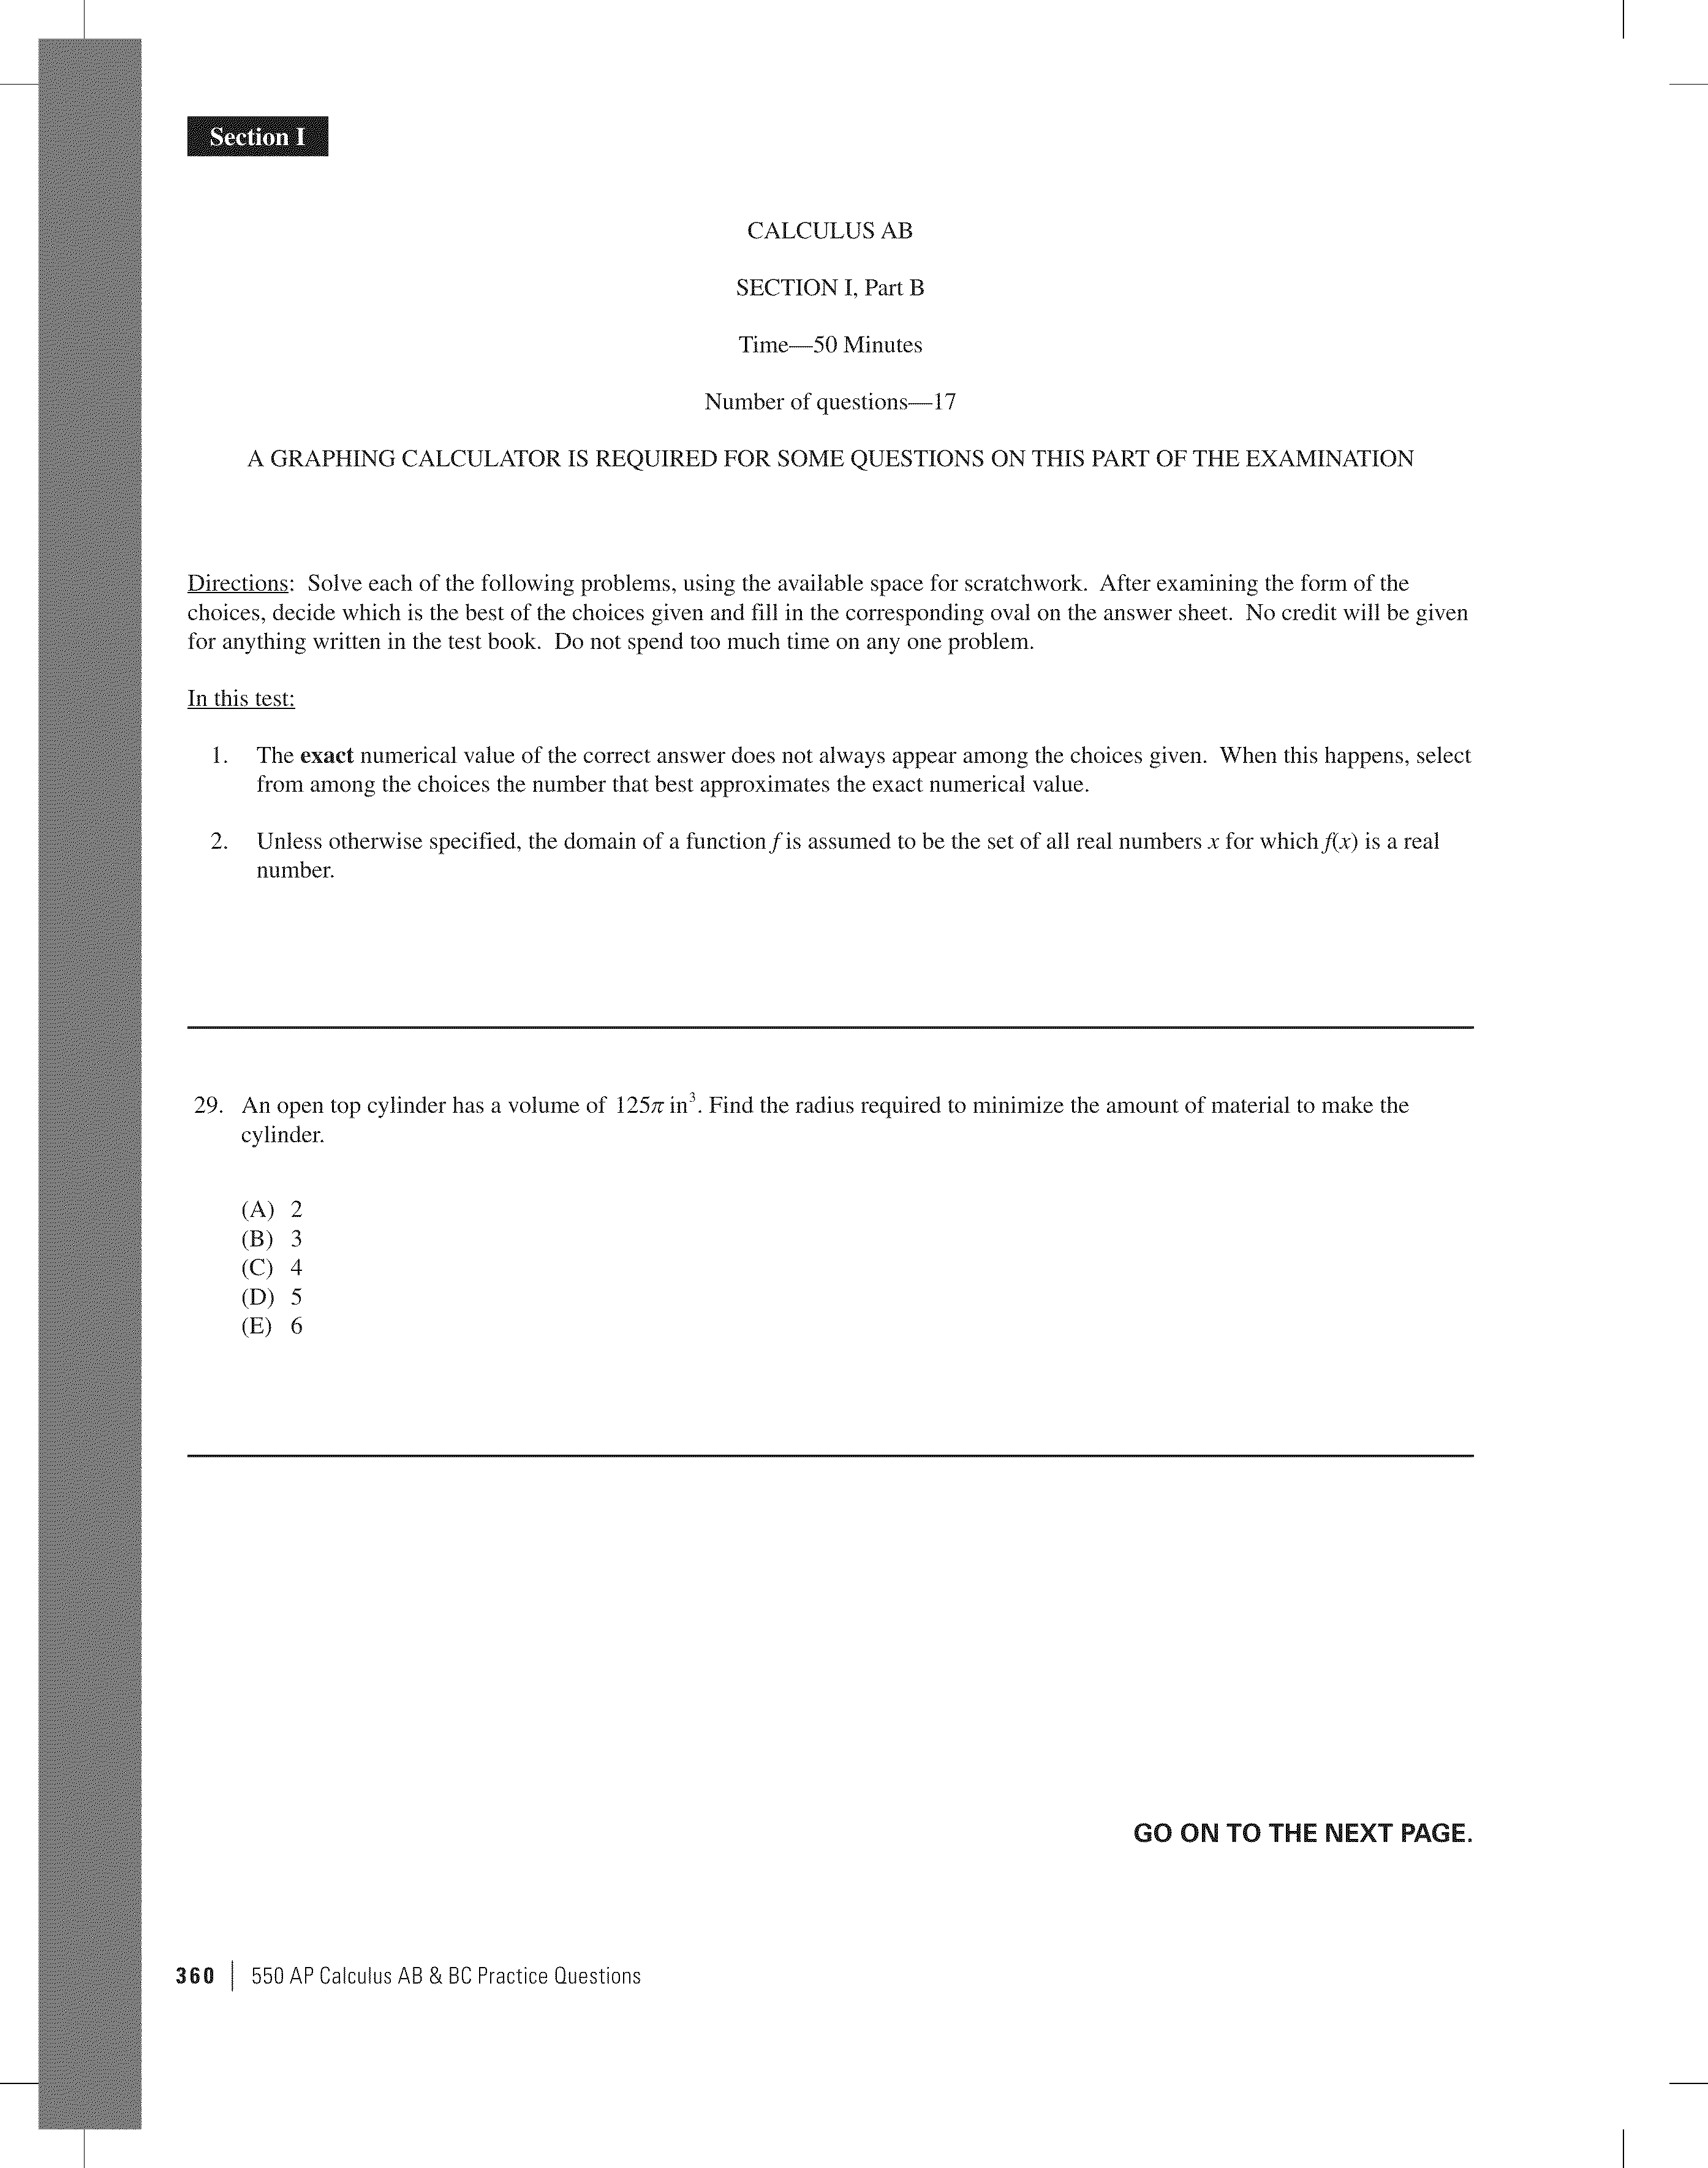 Section I
CALCULUS AB
SECTION I, Part B
Time—50 Minutes
Number of questions—17
A GRAPHING CALCULATOR IS REQUIRED FOR SOME QUESTIONS ON THIS PART OF THE EXAMINATION
Directions: Solve each of the following problems, using the available space for scratchwork. After examining the form of the
choices, decide which is the best of the choices given and fill in the corresponding oval on the answer sheet. No credit will be given
for anything written in the test book. Do not spend too much time on any one problem.
In this test:
1. The exact numerical value of the correct answer does not always appear among the choices given. When this happens, select
from among the choices the number that best approximates the exact numerical value.
2. Unless otherwise specified, the domain of a function f is assumed to be the set of all real numbers x for which f(x) is a real
number.
29. An open top cylinder has a volume of 125π in³. Find the radius required to minimize the amount of material to make the
cylinder.
(A) 2
(B) 3
(C) 4
(D) 5
(E) 6
GO ON TO THE NEXT PAGE.
360 | 550 AP Calculus AB & BC Practice Questions